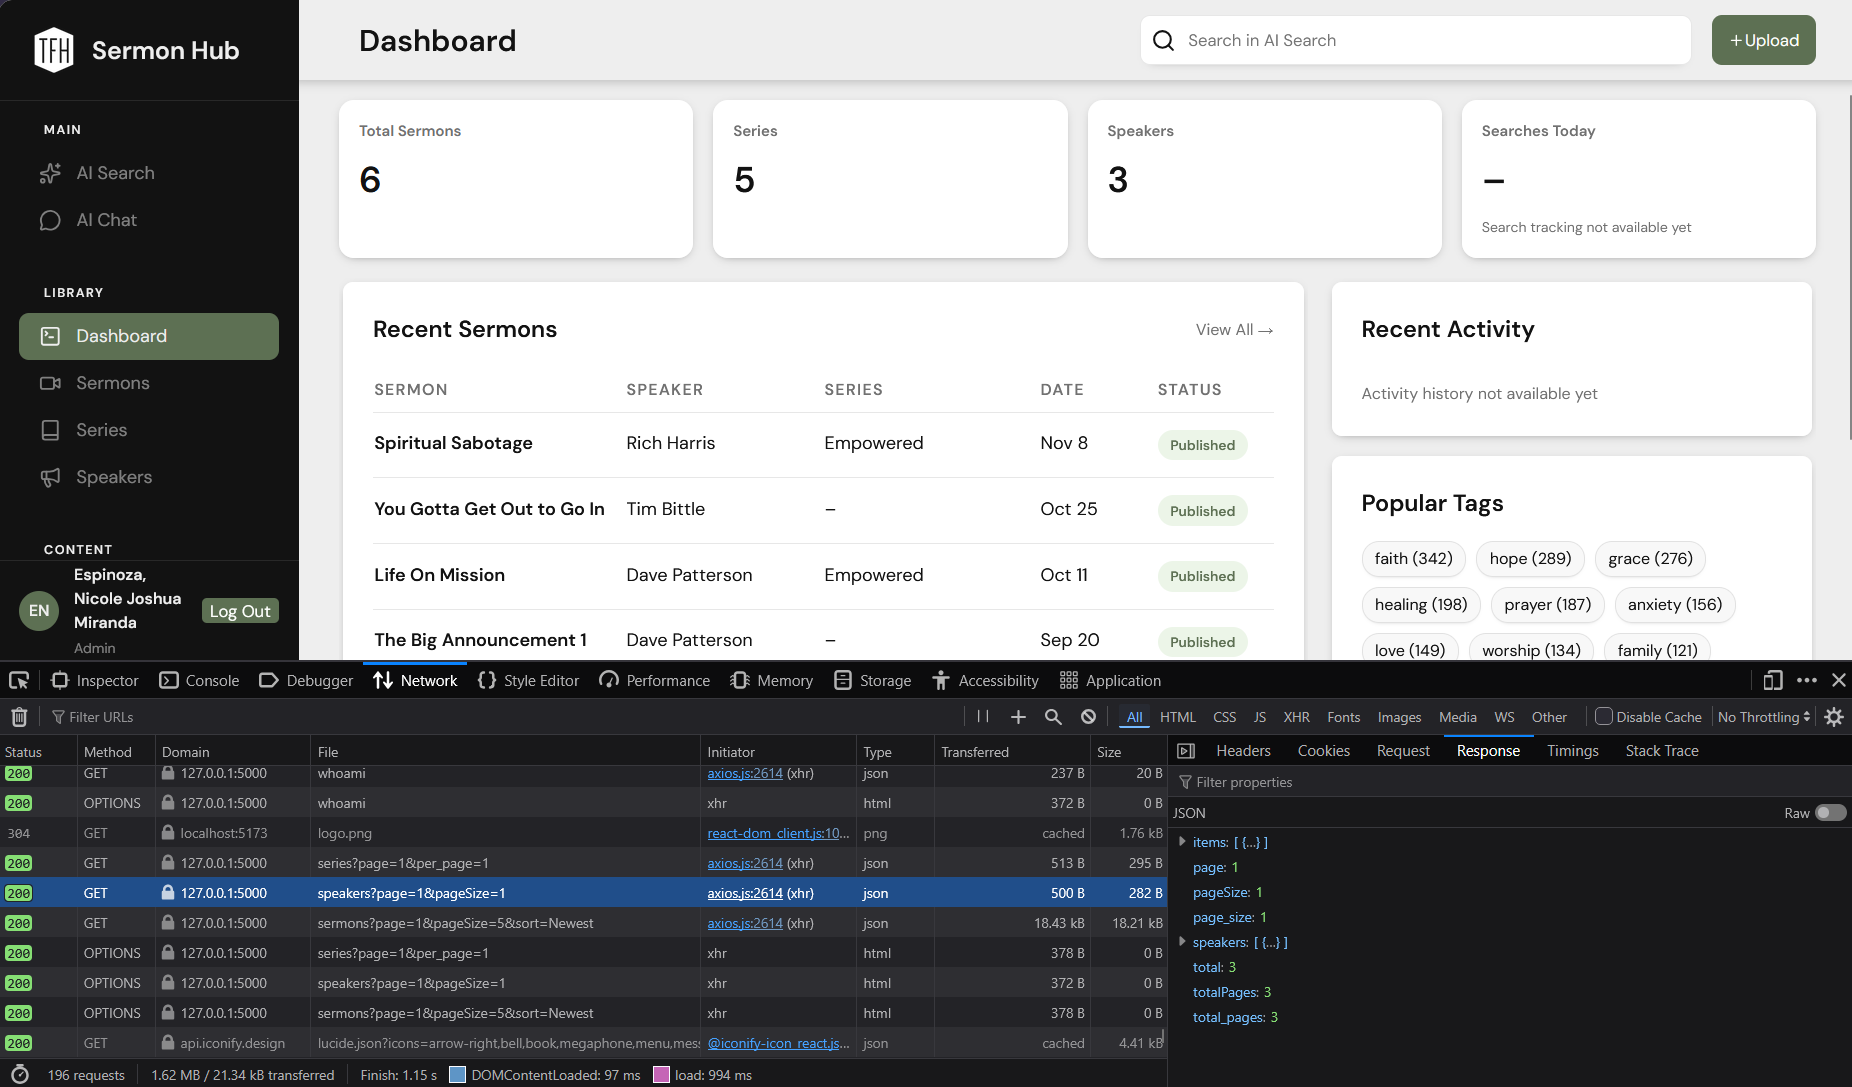 TFH Sermon Hub
MAIN
AI Search
AI Chat
LIBRARY
Dashboard
Sermons
Series
Speakers
CONTENT
EN
Espinoza,
Nicole Joshua
Miranda
Admin
Log Out
Dashboard
Search in AI Search
+ Upload
Total Sermons
6
Series
5
Speakers
3
Searches Today
–
Search tracking not available yet
Recent Sermons
View All →
SERMON SPEAKER SERIES DATE STATUS
Spiritual Sabotage Rich Harris Empowered Nov 8 Published
You Gotta Get Out to Go In Tim Bittle – Oct 25 Published
Life On Mission Dave Patterson Empowered Oct 11 Published
The Big Announcement 1 Dave Patterson – Sep 20 Published
Recent Activity
Activity history not available yet
Popular Tags
faith (342) hope (289) grace (276)
healing (198) prayer (187) anxiety (156)
love (149) worship (134) family (121)
Inspector Console Debugger Network Style Editor Performance Memory Storage Accessibility Application
Filter URLs
All HTML CSS JS XHR Fonts Images Media WS Other Disable Cache No Throttling
Status Method Domain File Initiator Type Transferred Size
200 GET 127.0.0.1:5000 whoami axios.js:2614 (xhr) json 237 B 20 B
200 OPTIONS 127.0.0.1:5000 whoami xhr html 372 B 0 B
304 GET localhost:5173 logo.png react-dom_client.js:10... png cached 1.76 kB
200 GET 127.0.0.1:5000 series?page=1&per_page=1 axios.js:2614 (xhr) json 513 B 295 B
200 GET 127.0.0.1:5000 speakers?page=1&pageSize=1 axios.js:2614 (xhr) json 500 B 282 B
200 GET 127.0.0.1:5000 sermons?page=1&pageSize=5&sort=Newest axios.js:2614 (xhr) json 18.43 kB 18.21 kB
200 OPTIONS 127.0.0.1:5000 series?page=1&per_page=1 xhr html 378 B 0 B
200 OPTIONS 127.0.0.1:5000 speakers?page=1&pageSize=1 xhr html 372 B 0 B
200 OPTIONS 127.0.0.1:5000 sermons?page=1&pageSize=5&sort=Newest xhr html 378 B 0 B
200 GET api.iconify.design lucide.json?icons=arrow-right,bell,book,megaphone,menu,mes @iconify-icon_react.js... json cached 4.41 kB
196 requests 1.62 MB / 21.34 kB transferred Finish: 1.15 s DOMContentLoaded: 97 ms load: 994 ms
Headers Cookies Request Response Timings Stack Trace
Filter properties
JSON Raw
items: [ {…} ]
page: 1
pageSize: 1
page_size: 1
speakers: [ {…} ]
total: 3
totalPages: 3
total_pages: 3